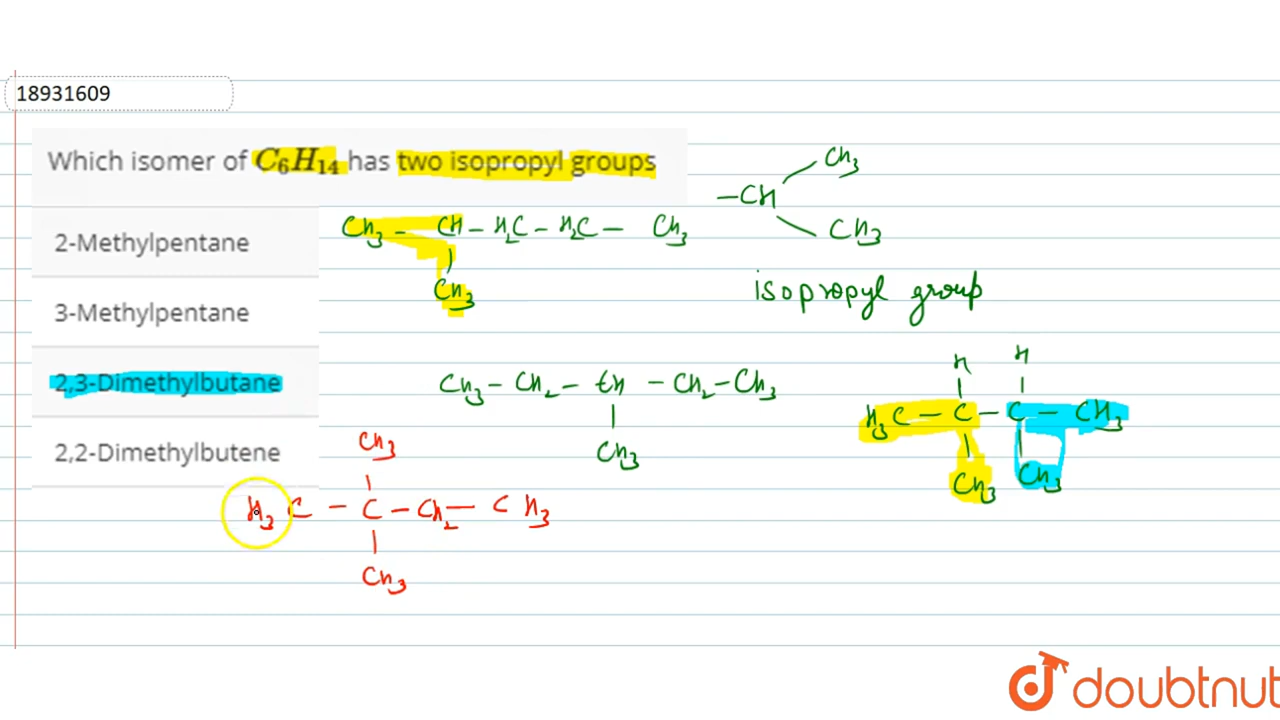 18931609
Which isomer of C₆H₁₄ has two isopropyl groups
2-Methylpentane
3-Methylpentane
2,3-Dimethylbutane
2,2-Dimethylbutene
CH₃ - CH - H₂C - H₂C - CH₃
CH₃
CH₃
-CH
CH₃
isopropyl group
CH₃ - CH₂ - CH - CH₂ - CH₃
CH₃
H H
H₃C - C - C - CH₃
CH₃ CH₃
CH₃
H₃C - C - CH₂ - CH₃
CH₃
doubtnut